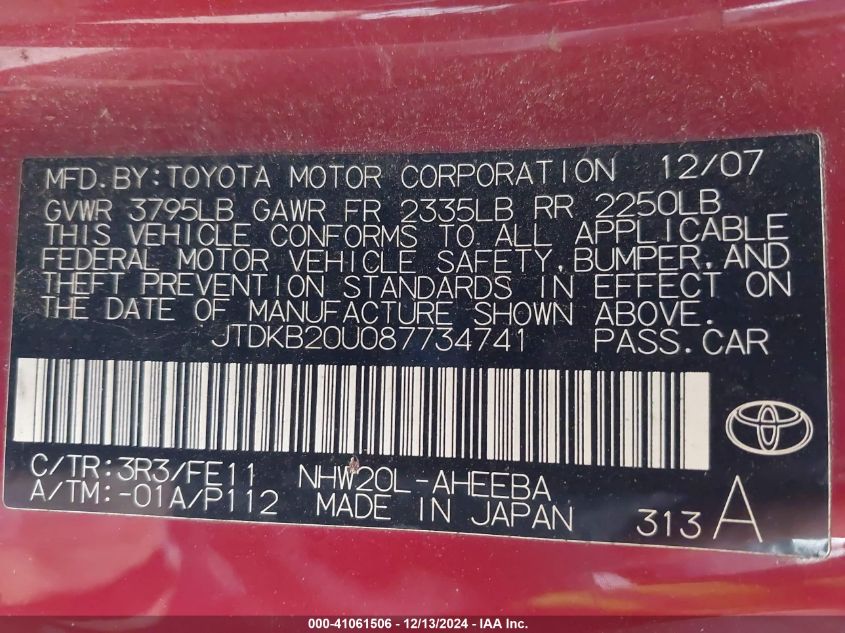 MFD.BY:TOYOTA MOTOR CORPORATION 12/07
GVWR 3795LB GAWR FR 2335LB RR 2250LB
THIS VEHICLE CONFORMS TO ALL APPLICABLE
FEDERAL MOTOR VEHICLE SAFETY,BUMPER,AND
THEFT PREVENTION STANDARDS IN EFFECT ON
THE DATE OF MANUFACTURE SHOWN ABOVE.
JTDKB20U087734741 PASS.CAR
C/TR:3R3/FE11 NHW20L-AHEEBA
A/TM:-01A/P112 MADE IN JAPAN 313 A
000-41061506 - 12/13/2024 - IAA Inc.